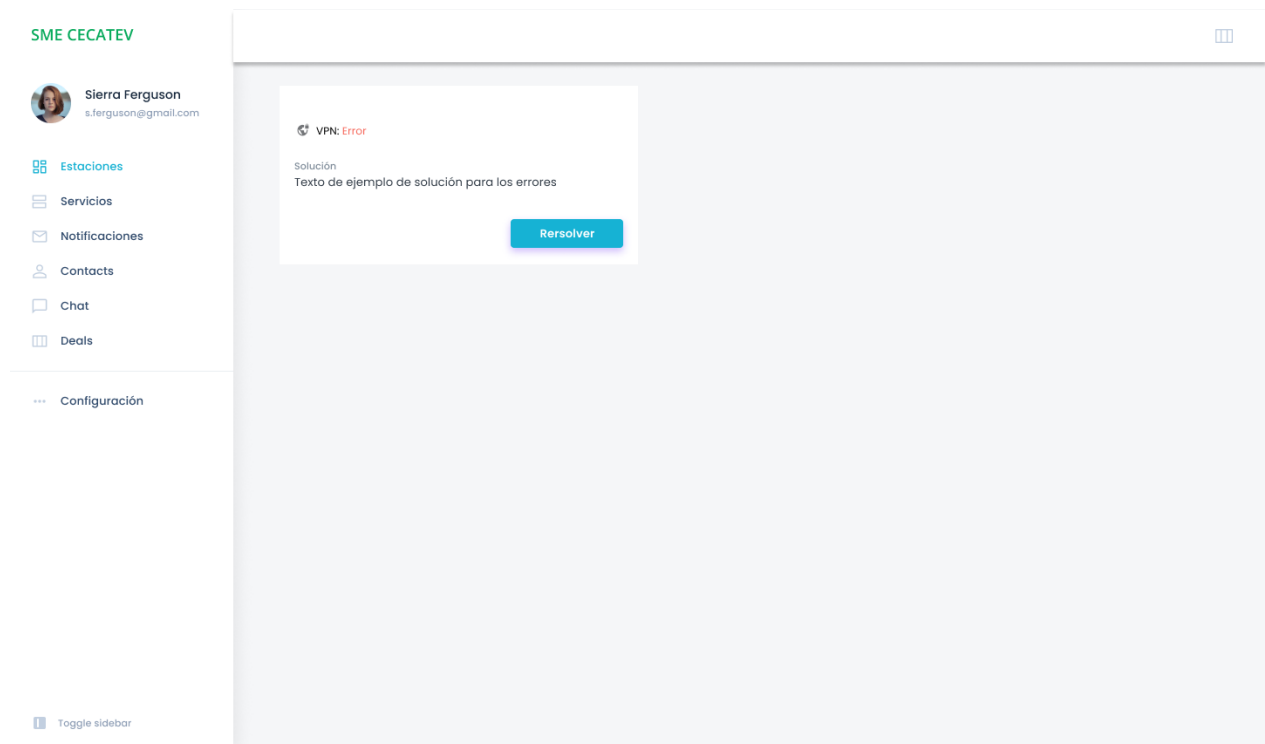 SME CECATEV
Sierra Ferguson
s.ferguson@gmail.com
Estaciones
Servicios
Notificaciones
Contacts
Chat
Deals
Configuración
Toggle sidebar
VPN: Error
Solución
Texto de ejemplo de solución para los errores
Rersolver